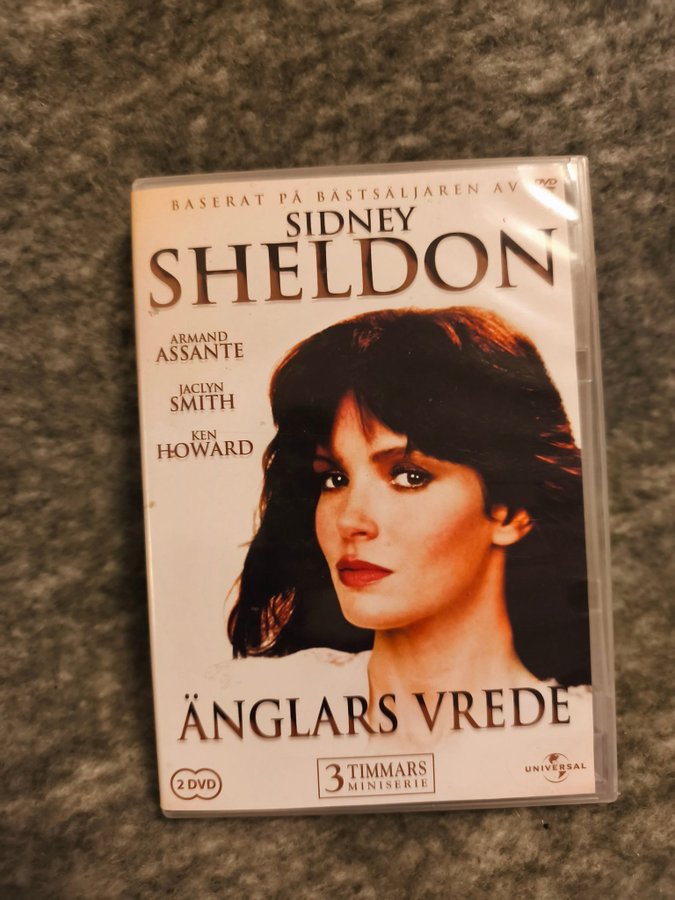 BASERAT PÅ BÄSTSÄLJAREN AV
DVD
SIDNEY
SHELDON
ARMAND
ASSANTE
JACLYN
SMITH
KEN
HOWARD
ÄNGLARS VREDE
2 DVD
3 TIMMARS
MINISERIE
UNIVERSAL